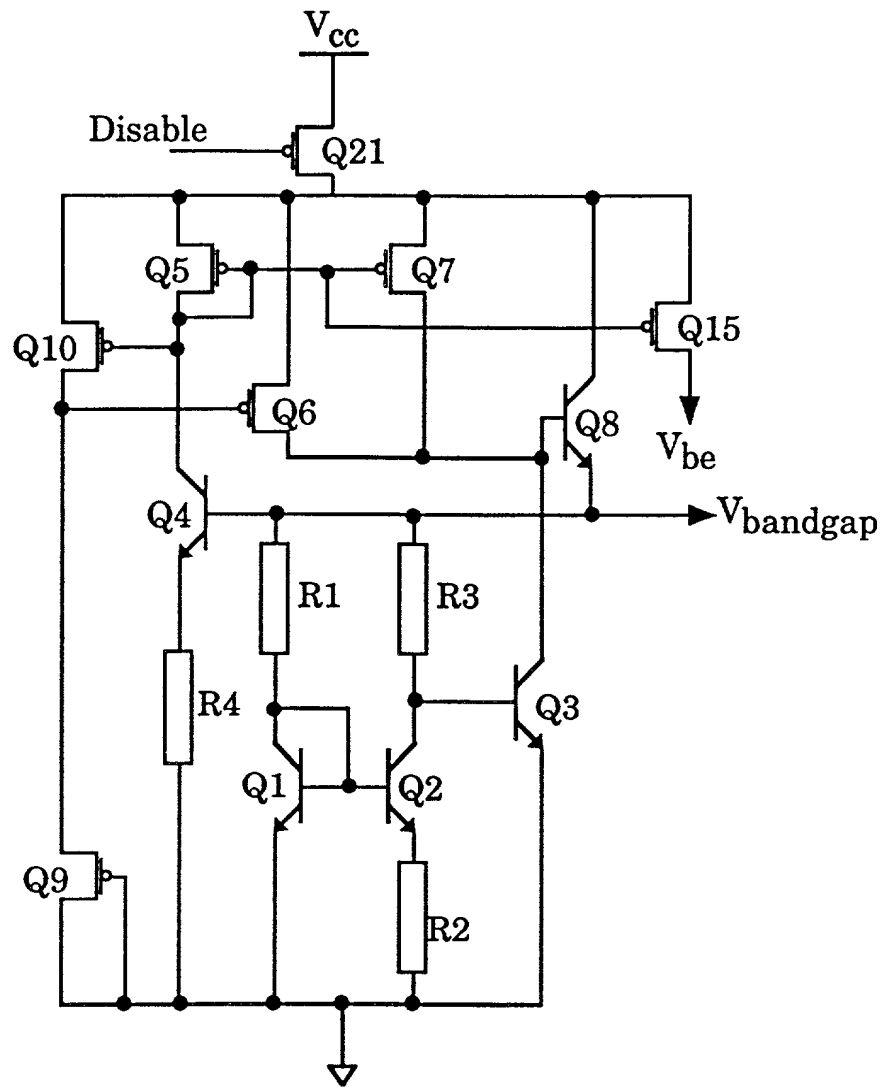 Vcc
Disable
Q21
Q5
Q7
Q10
Q15
Q6
Q8
Vbe
Q4
Vbandgap
R1
R3
R4
Q3
Q1
Q2
Q9
R2